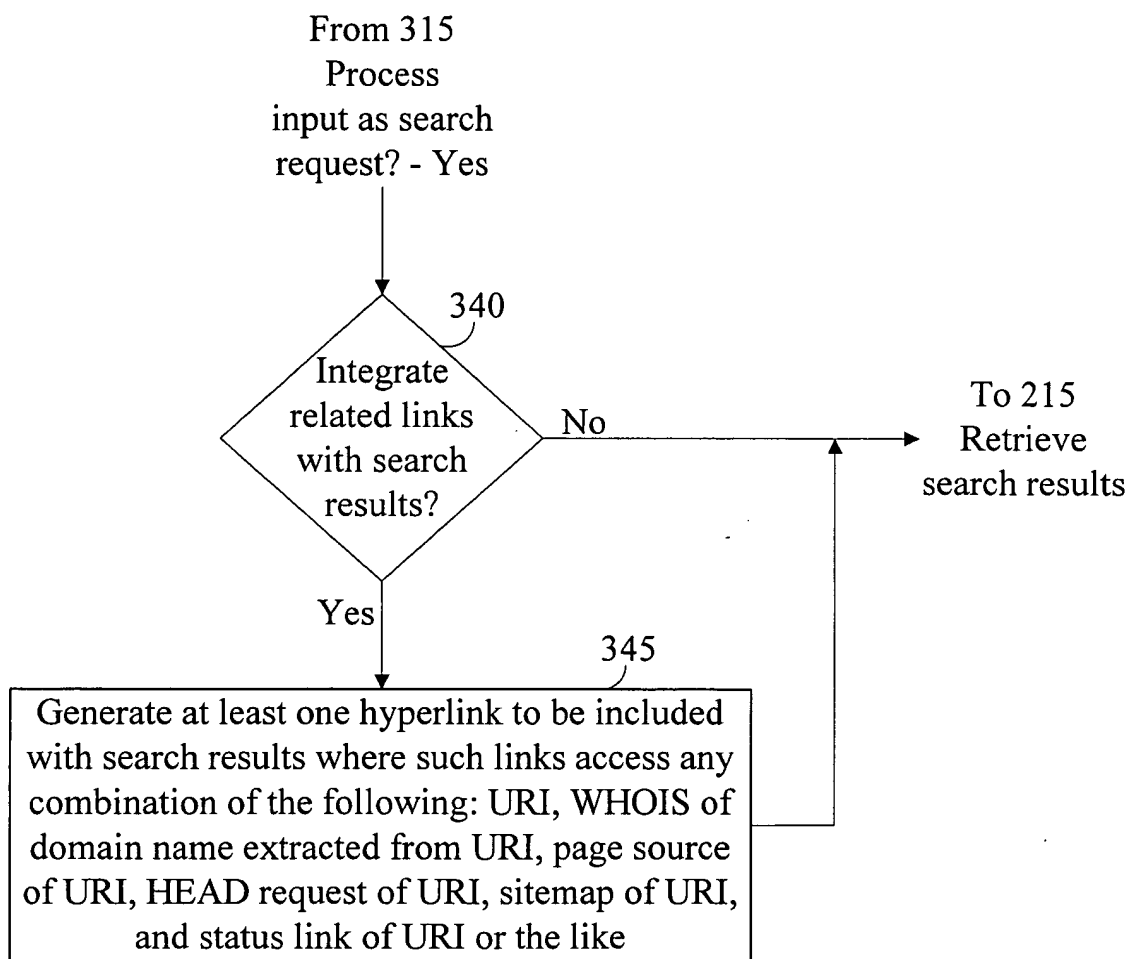 From 315
Process
input as search
request? - Yes
340
Integrate
related links
with search
results?
No
To 215
Retrieve
search results
Yes
345
Generate at least one hyperlink to be included
with search results where such links access any
combination of the following: URI, WHOIS of
domain name extracted from URI, page source
of URI, HEAD request of URI, sitemap of URI,
and status link of URI or the like